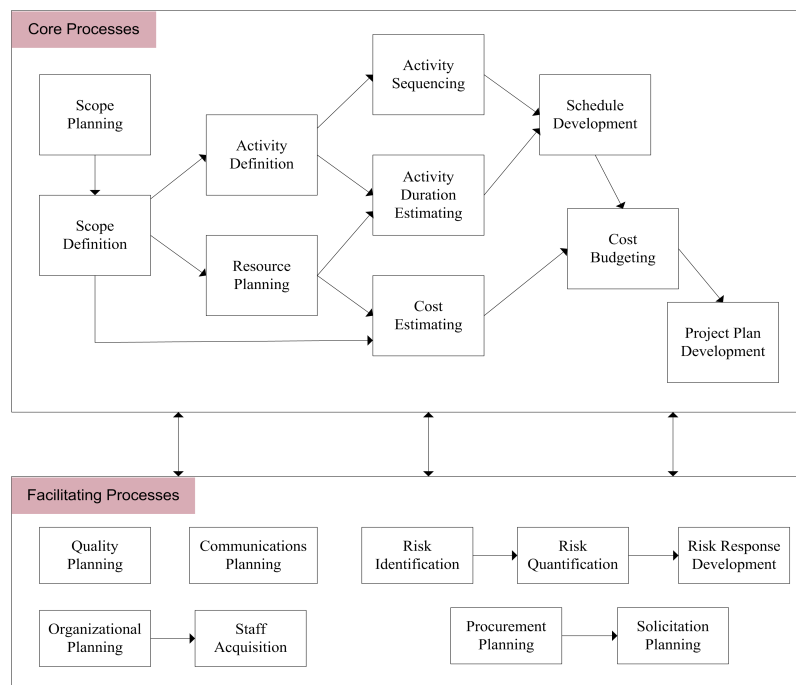 Core Processes
Scope
Planning
Activity
Sequencing
Schedule
Development
Activity
Definition
Activity
Duration
Estimating
Scope
Definition
Resource
Planning
Cost
Budgeting
Cost
Estimating
Project Plan
Development
Facilitating Processes
Quality
Planning
Communications
Planning
Risk
Identification
Risk
Quantification
Risk Response
Development
Organizational
Planning
Staff
Acquisition
Procurement
Planning
Solicitation
Planning